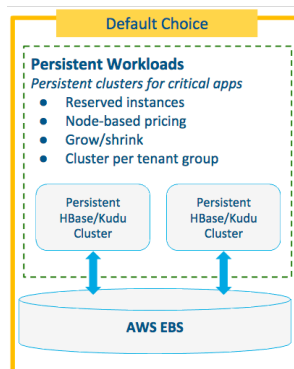 Default Choice
Persistent Workloads
Persistent clusters for critical apps
● Reserved instances
● Node-based pricing
● Grow/shrink
● Cluster per tenant group
Persistent
HBase/Kudu
Cluster
Persistent
HBase/Kudu
Cluster
AWS EBS